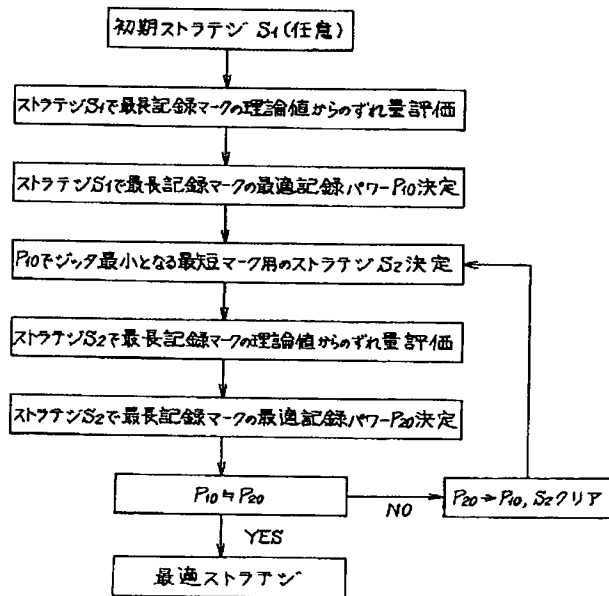 初期ストラテジ S1(任意)
ストラテジS1で最長記録マークの理論値からのずれ量評価
ストラテジS1で最長記録マークの最適記録パワーP10決定
P10でジッタ最小となる最短マーク用のストラテジS2決定
ストラテジS2で最長記録マークの理論値からのずれ量評価
ストラテジS2で最長記録マークの最適記録パワーP20決定
P10≒P20
NO
P20→P10, S2クリア
YES
最適ストラテジ